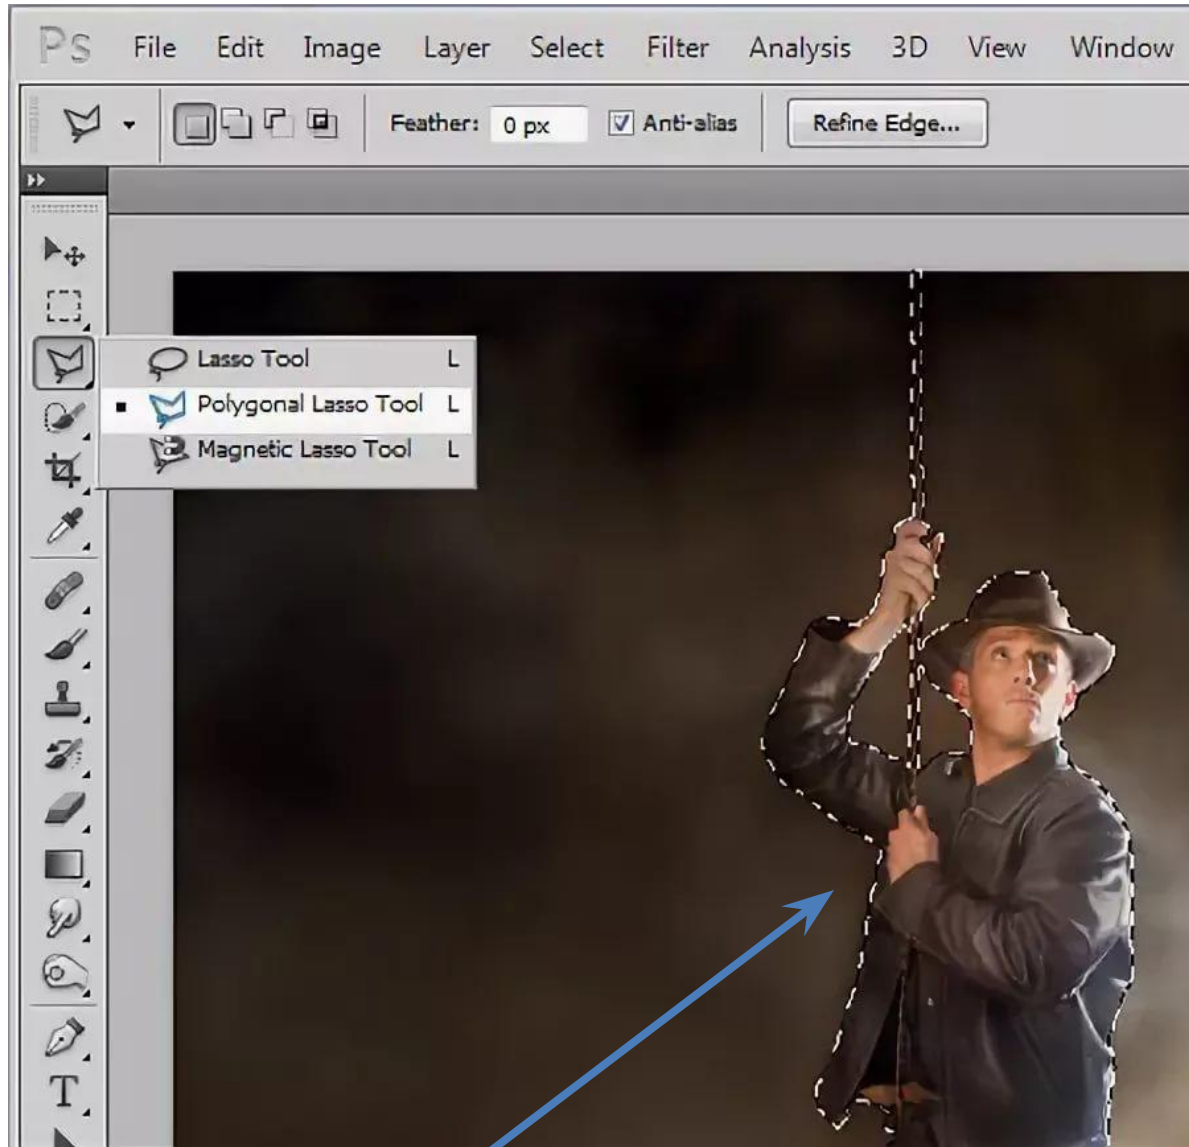 Ps File Edit Image Layer Select Filter Analysis 3D View Window
Feather: 0 px Anti-alias Refine Edge...
Lasso Tool L
Polygonal Lasso Tool L
Magnetic Lasso Tool L
T